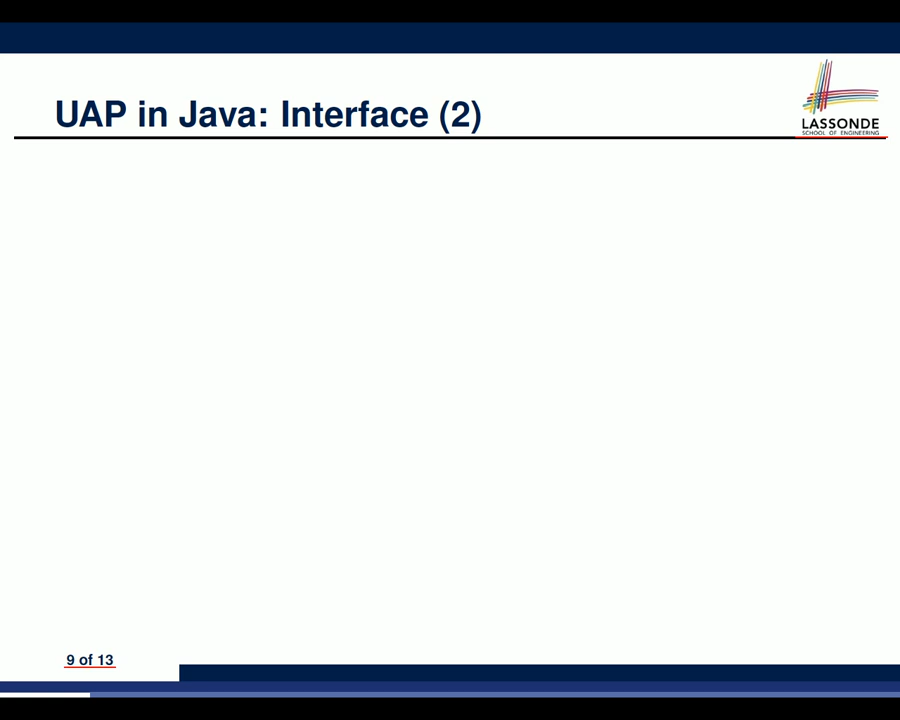 UAP in Java: Interface (2)
LASSONDE
SCHOOL OF ENGINEERING
9 of 13